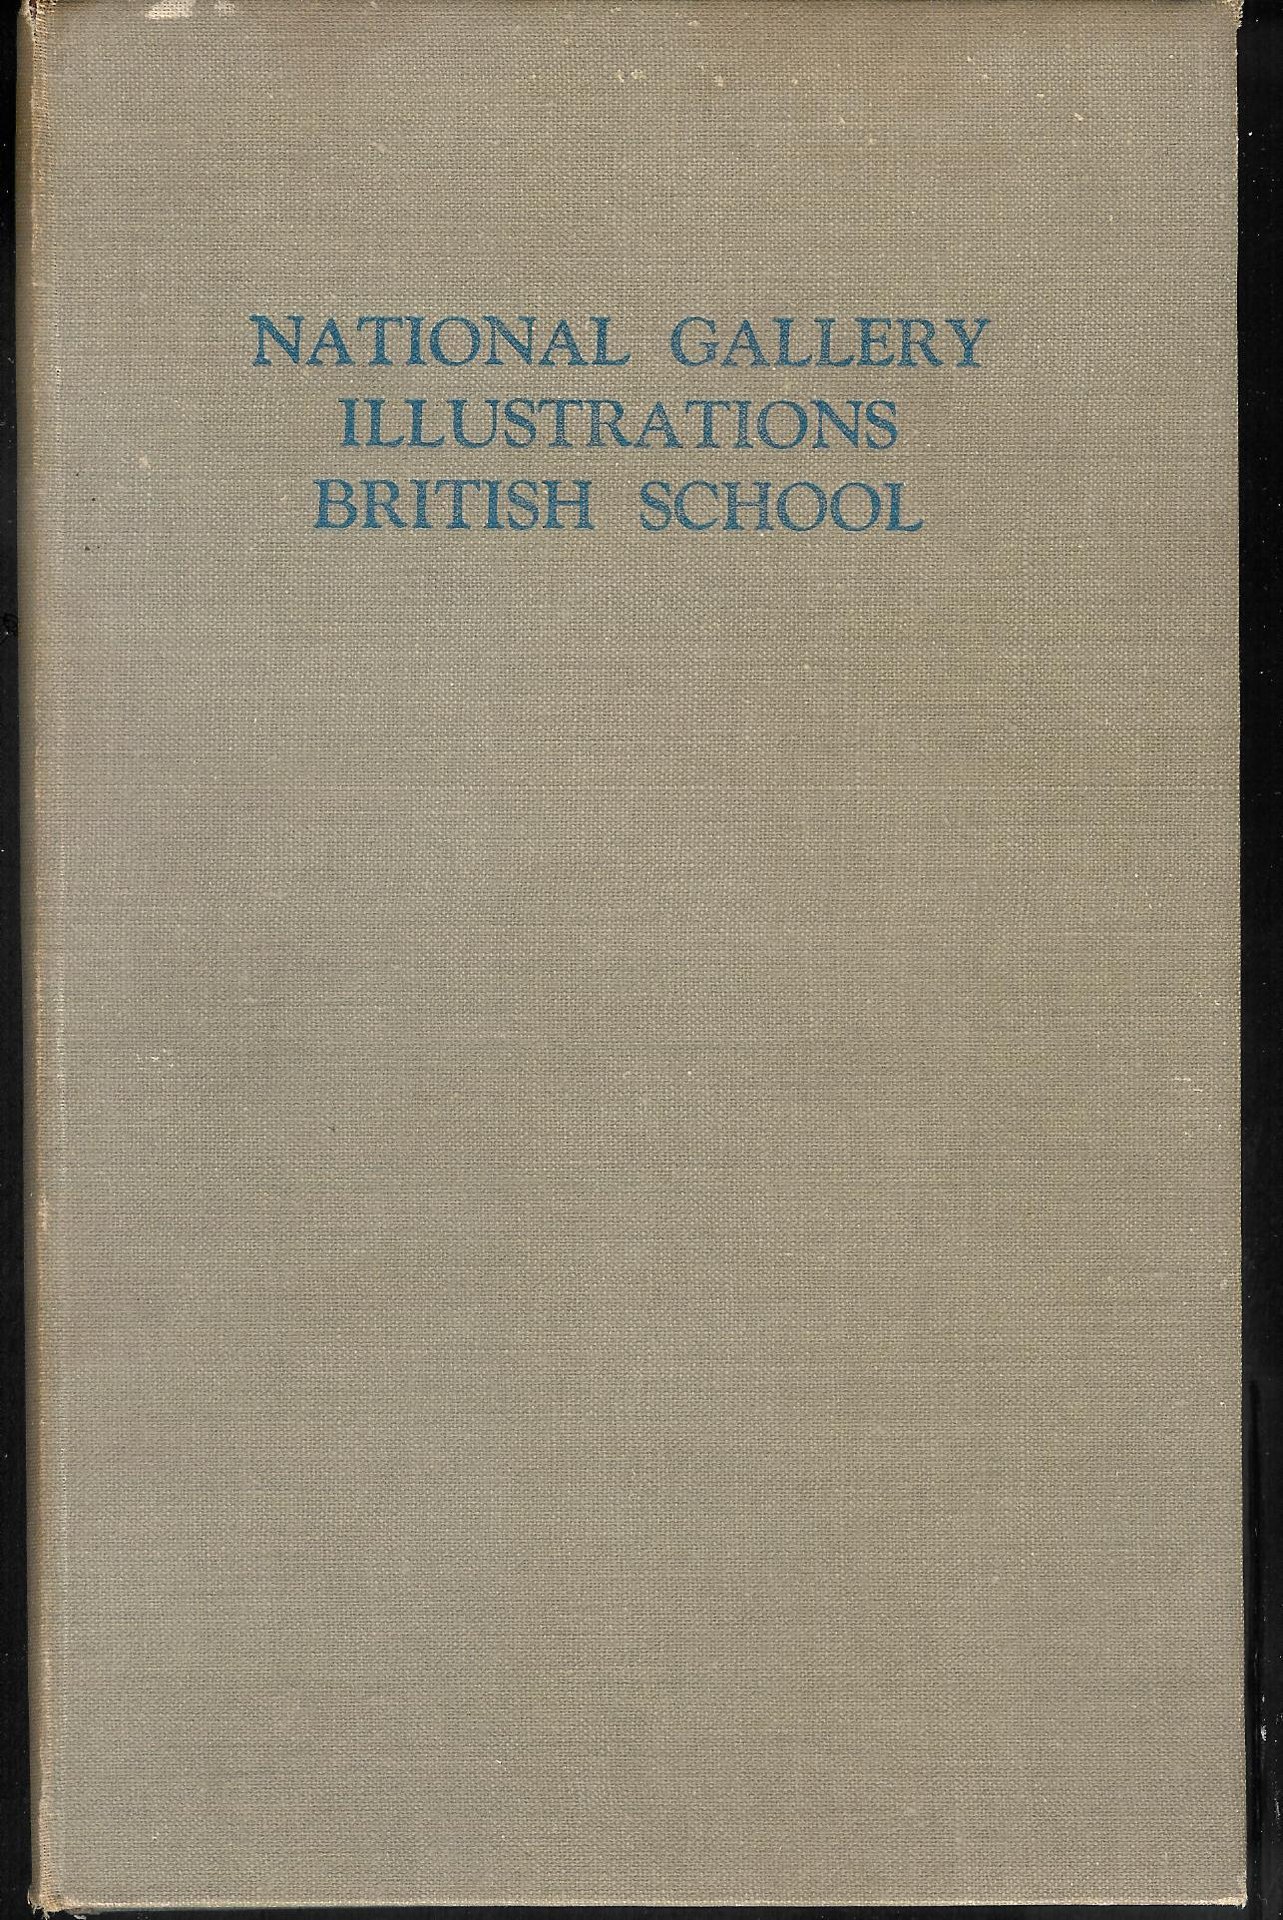 NATIONAL GALLERY
ILLUSTRATIONS
BRITISH SCHOOL